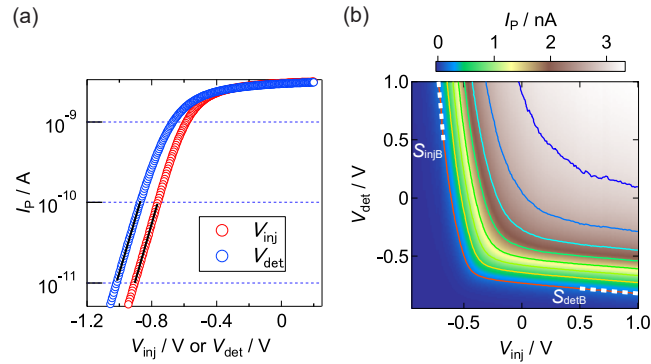 (a)
10⁻⁹
10⁻¹⁰
10⁻¹¹
I_P / A
V_inj
V_det
-1.2 -0.8 -0.4 0
V_inj / V or V_det / V
(b)
I_P / nA
0 1 2 3
1.0
0
-0.5
V_det / V
S_injB
S_detB
-0.5 0 0.5 1.0
V_inj / V